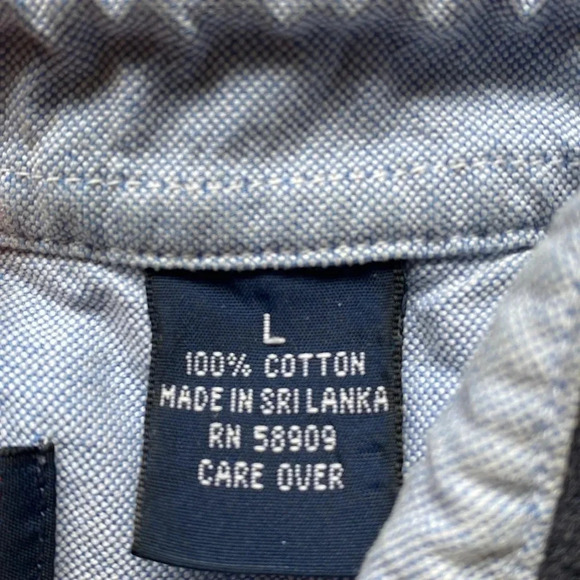 L
100% COTTON
MADE IN SRI LANKA
RN 58909
CARE OVER